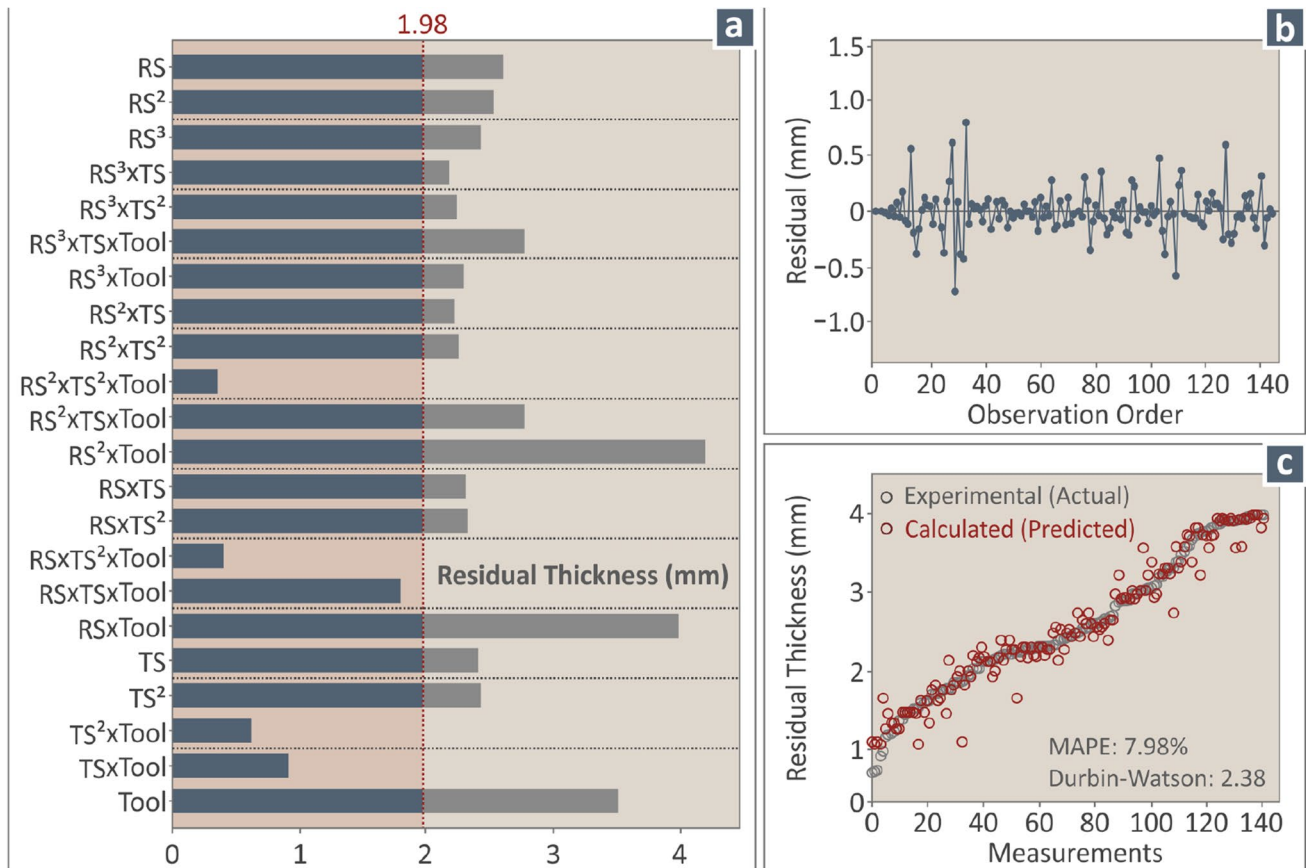 a
1.98
RS
RS²
RS³
RS³xTS
RS³xTS²
RS³xTSxTool
RS³xTool
RS²xTS
RS²xTS²
RS²xTS²xTool
RS²xTSxTool
RS²xTool
RSxTS
RSxTS²
RSxTS²xTool
RSxTSxTool
RSxTool
TS
TS²
TS²xTool
TSxTool
Tool
Residual Thickness (mm)
0 1 2 3 4
b
Residual (mm)
1.5
1.0
0.5
0
−0.5
−1.0
0 20 40 60 80 100 120 140
Observation Order
c
Residual Thickness (mm)
Experimental (Actual)
Calculated (Predicted)
4
3
2
1
0
MAPE: 7.98%
Durbin-Watson: 2.38
0 20 40 60 80 100 120 140
Measurements